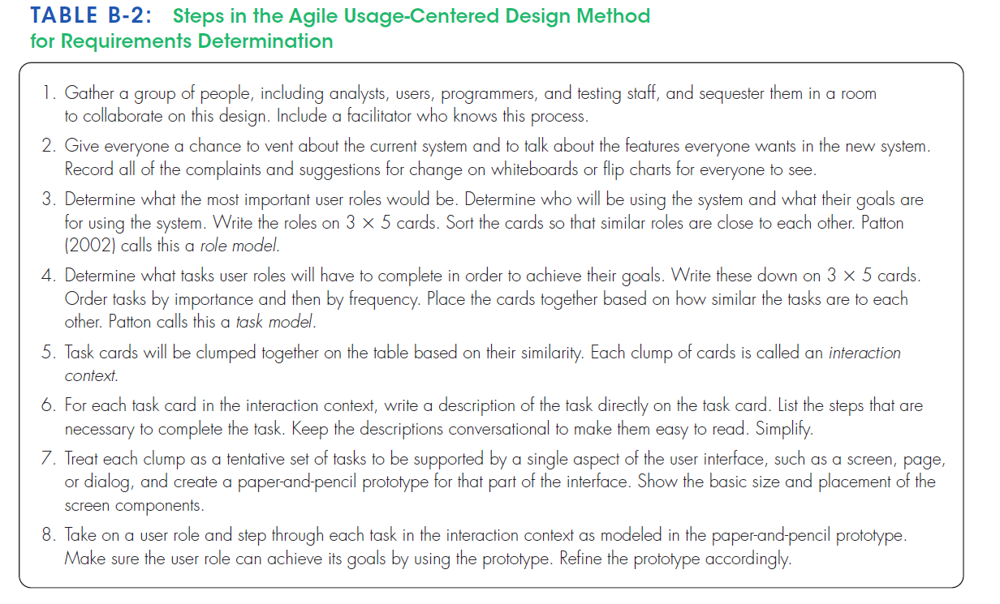 TABLE B-2: Steps in the Agile Usage-Centered Design Method
for Requirements Determination
1. Gather a group of people, including analysts, users, programmers, and testing staff, and sequester them in a room
to collaborate on this design. Include a facilitator who knows this process.
2. Give everyone a chance to vent about the current system and to talk about the features everyone wants in the new system.
Record all of the complaints and suggestions for change on whiteboards or flip charts for everyone to see.
3. Determine what the most important user roles would be. Determine who will be using the system and what their goals are
for using the system. Write the roles on 3 × 5 cards. Sort the cards so that similar roles are close to each other. Patton
(2002) calls this a role model.
4. Determine what tasks user roles will have to complete in order to achieve their goals. Write these down on 3 × 5 cards.
Order tasks by importance and then by frequency. Place the cards together based on how similar the tasks are to each
other. Patton calls this a task model.
5. Task cards will be clumped together on the table based on their similarity. Each clump of cards is called an interaction
context.
6. For each task card in the interaction context, write a description of the task directly on the task card. List the steps that are
necessary to complete the task. Keep the descriptions conversational to make them easy to read. Simplify.
7. Treat each clump as a tentative set of tasks to be supported by a single aspect of the user interface, such as a screen, page,
or dialog, and create a paper-and-pencil prototype for that part of the interface. Show the basic size and placement of the
screen components.
8. Take on a user role and step through each task in the interaction context as modeled in the paper-and-pencil prototype.
Make sure the user role can achieve its goals by using the prototype. Refine the prototype accordingly.